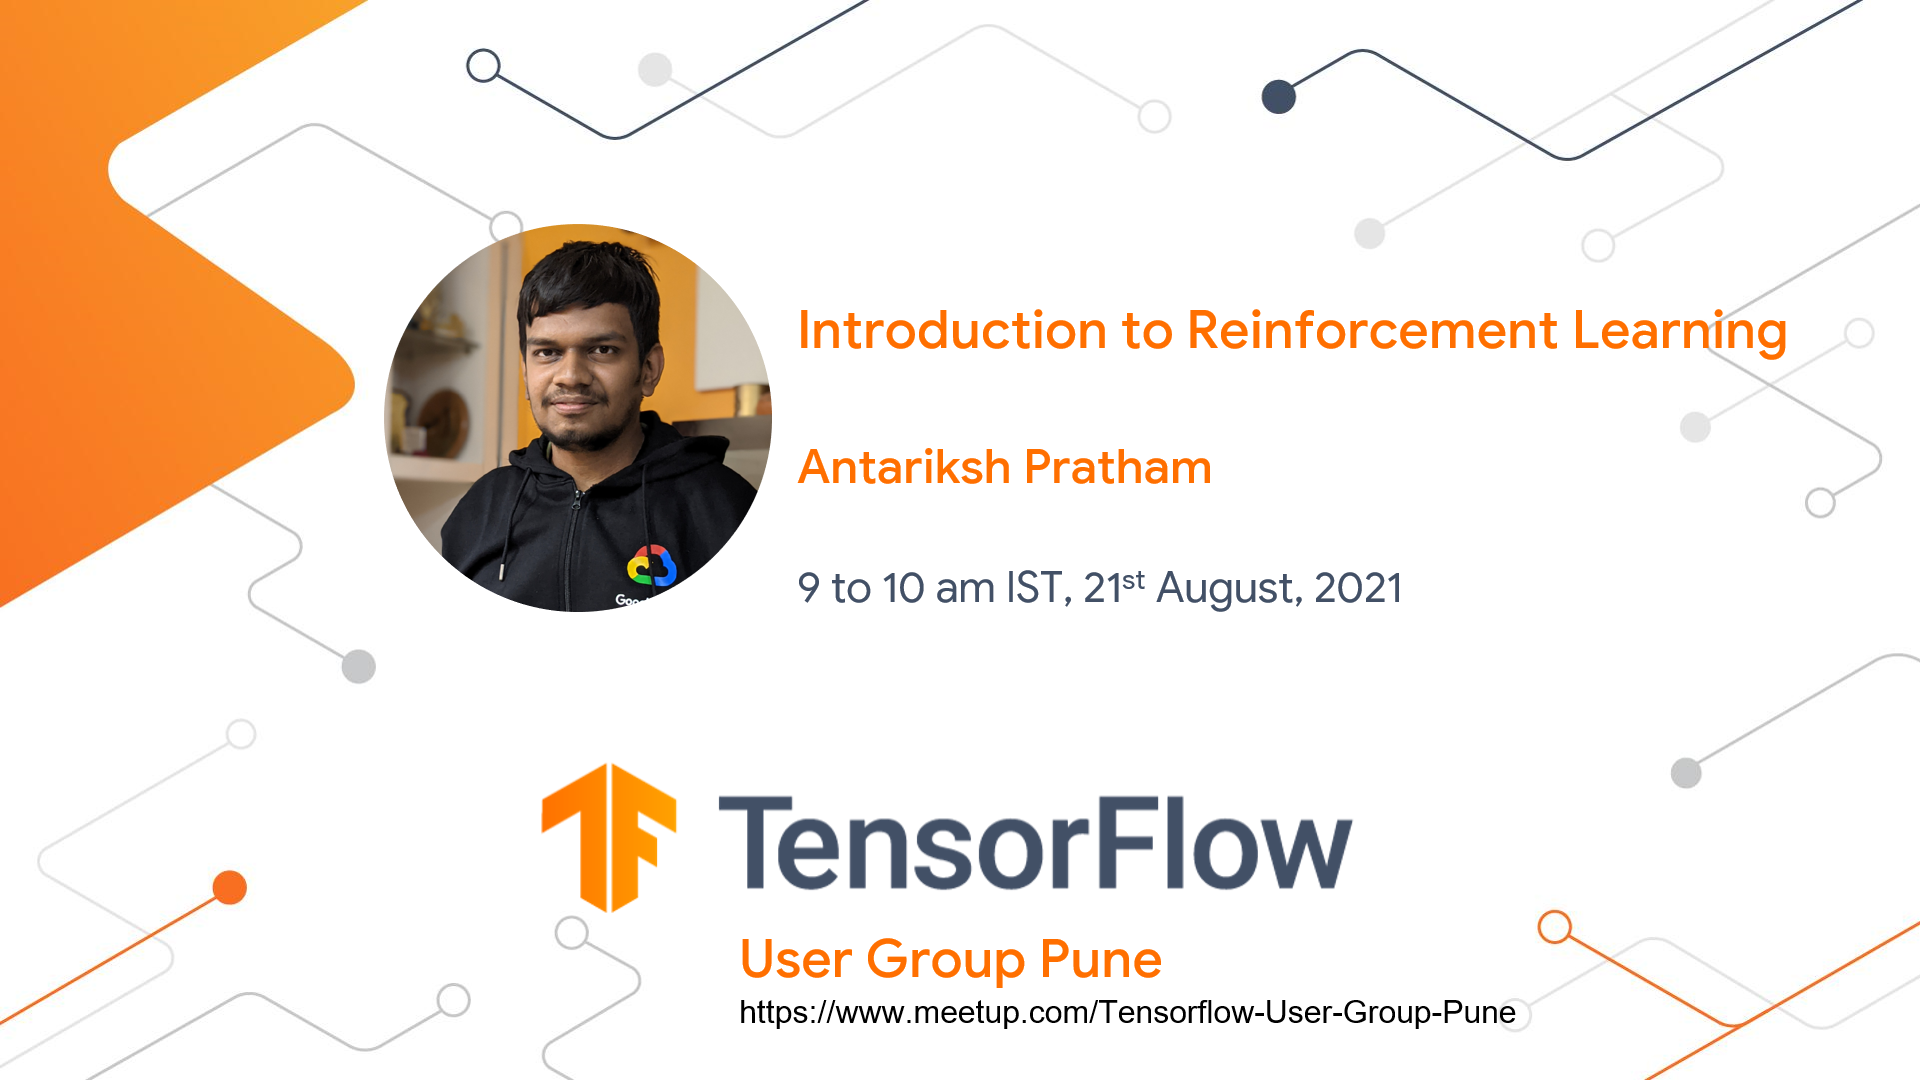 Introduction to Reinforcement Learning
Antariksh Pratham
9 to 10 am IST, 21st August, 2021
TensorFlow
User Group Pune
https://www.meetup.com/Tensorflow-User-Group-Pune